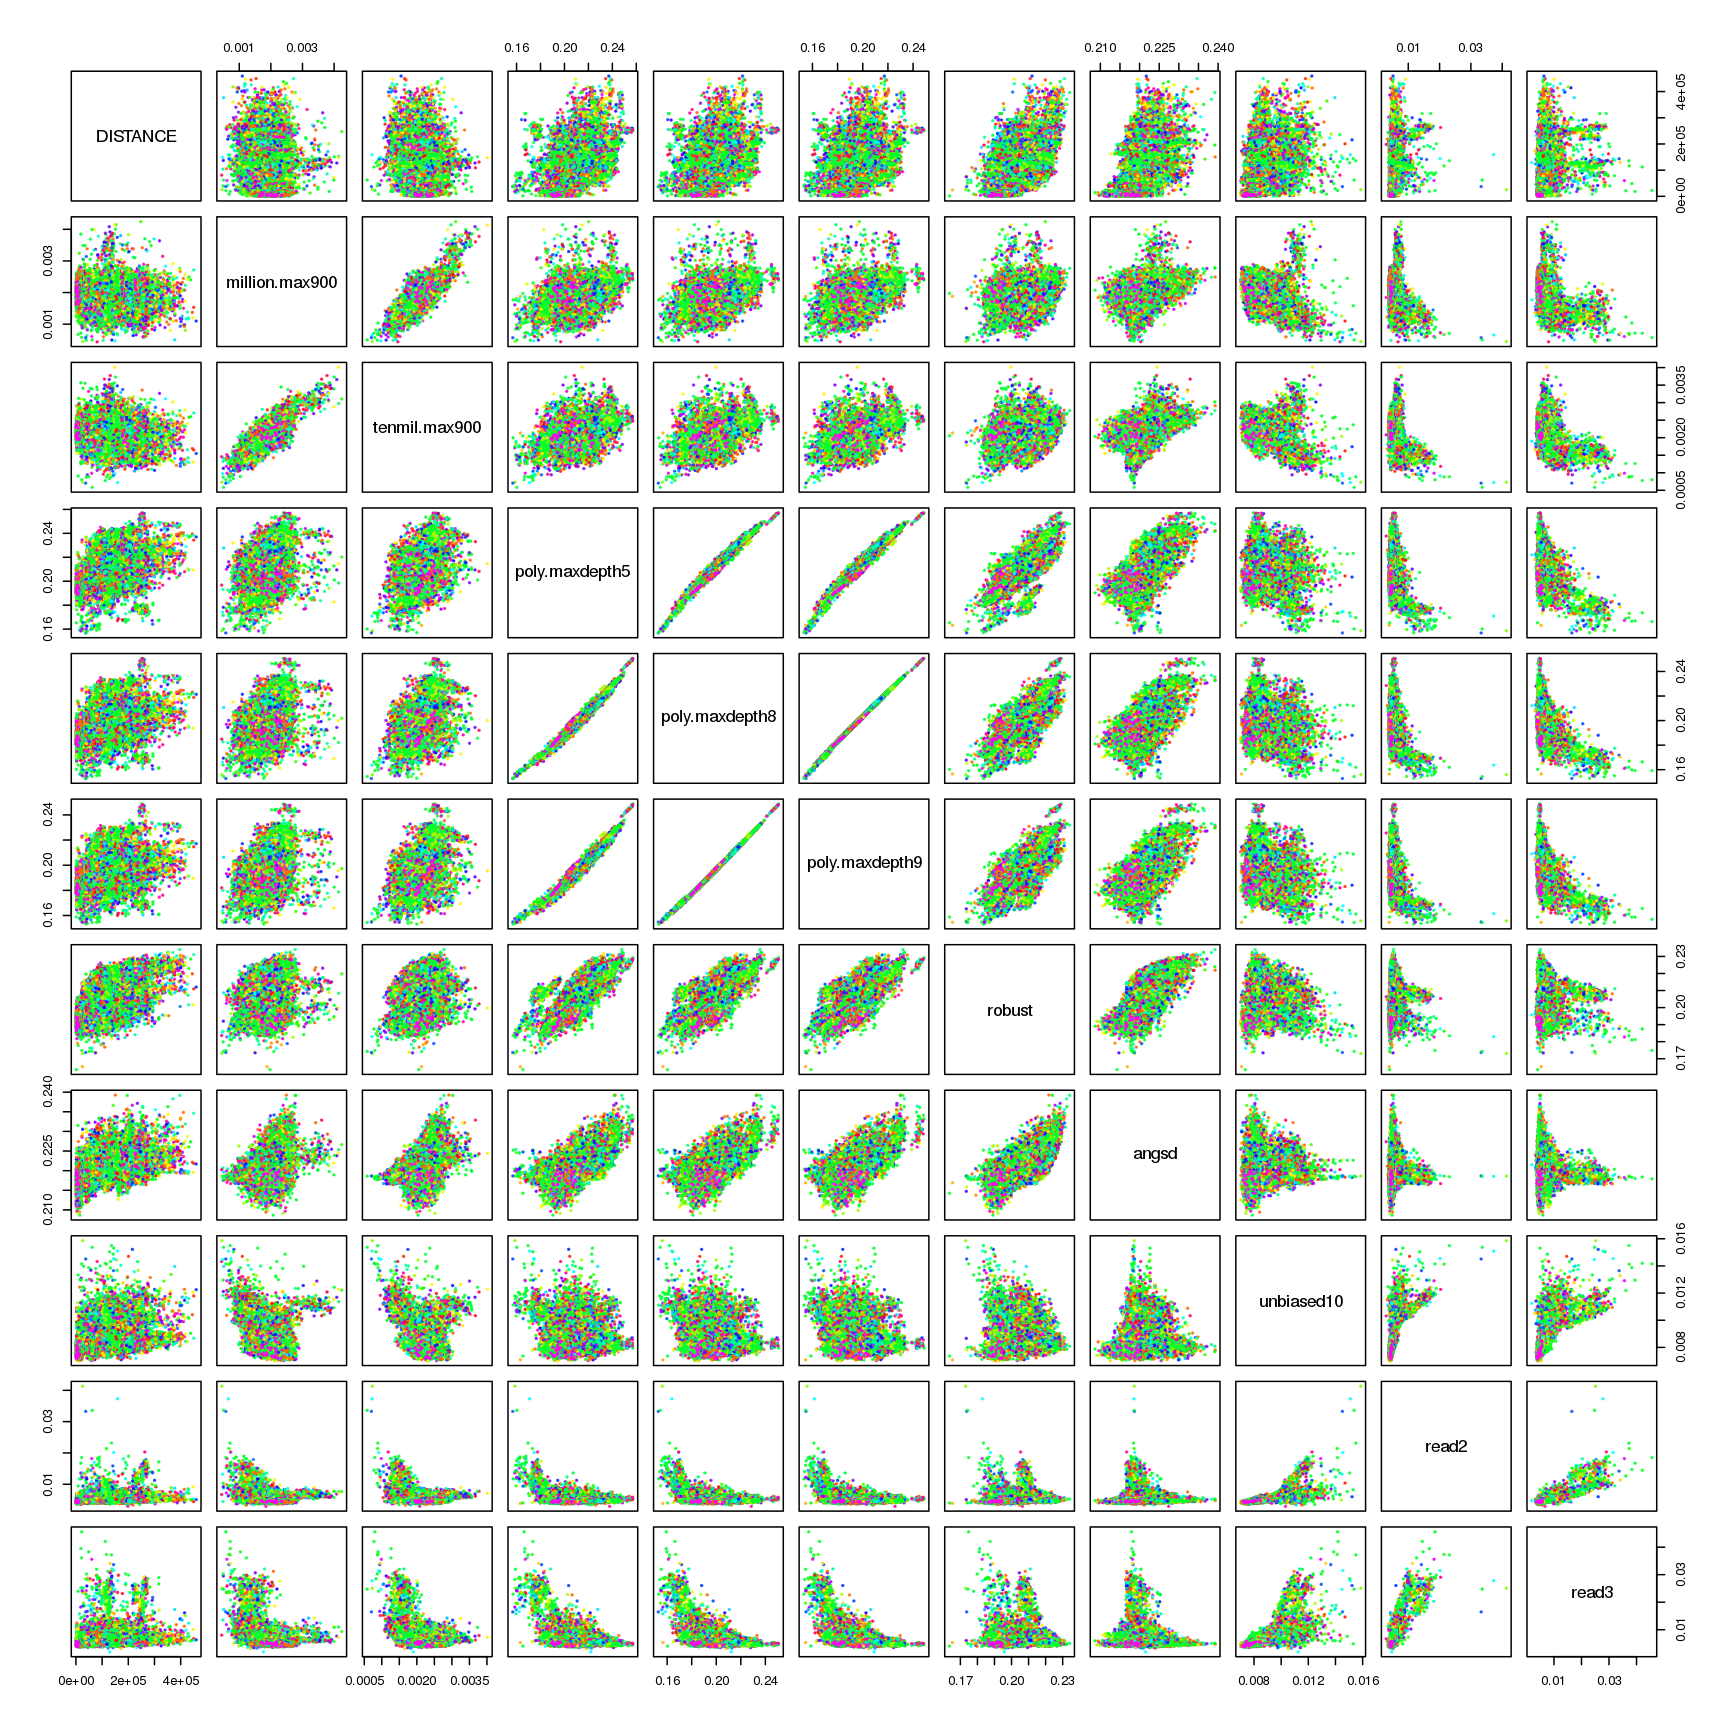 0.001 0.003 0.16 0.20 0.24 0.16 0.20 0.24 0.210 0.225 0.240 0.01 0.03
DISTANCE 0e+00 2e+05 4e+05
0.001 0.003 million.max900
tenmil.max900 0.0005 0.0020 0.0035
0.16 0.20 0.24 poly.maxdepth5
poly.maxdepth8 0.16 0.20 0.24
0.16 0.20 0.24 poly.maxdepth9
robust 0.17 0.20 0.23
0.210 0.225 0.240 angsd
unbiased10 0.008 0.012 0.016
0.01 0.03 read2
read3 0.01 0.03
0e+00 2e+05 4e+05 0.0005 0.0020 0.0035 0.16 0.20 0.24 0.17 0.20 0.23 0.008 0.012 0.016 0.01 0.03